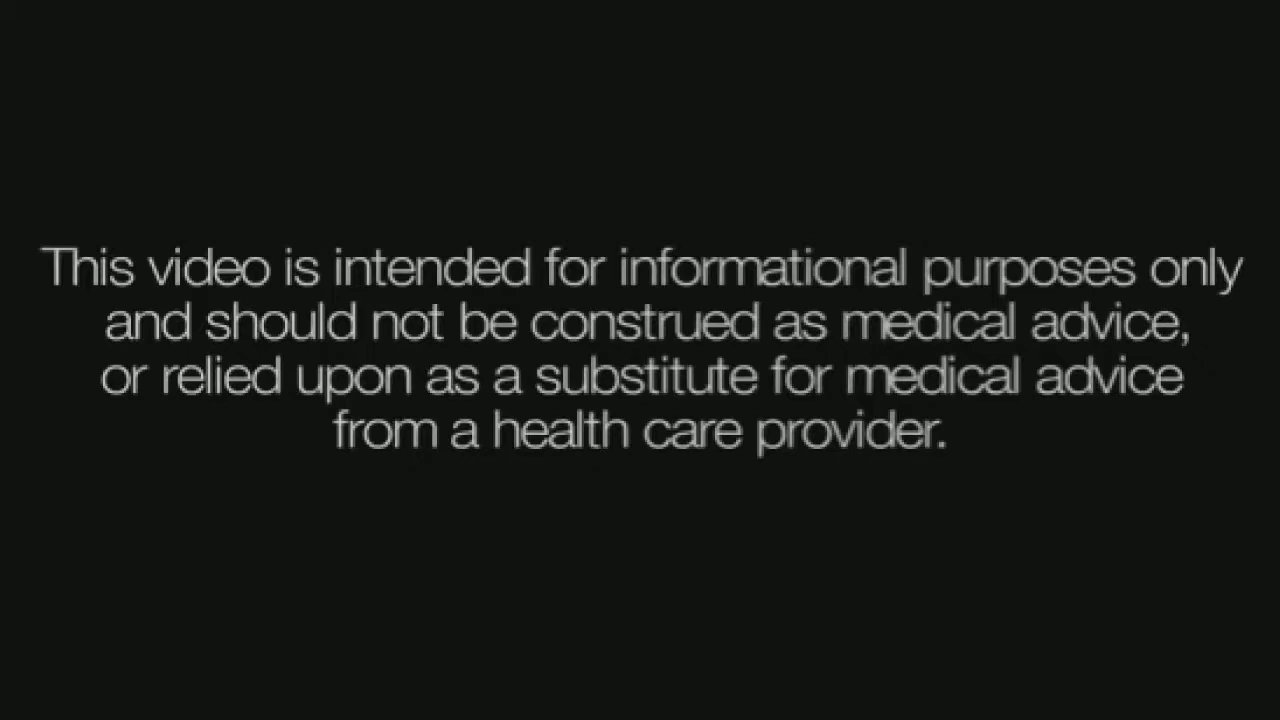 This video is intended for informational purposes only
and should not be construed as medical advice,
or relied upon as a substitute for medical advice
from a health care provider.